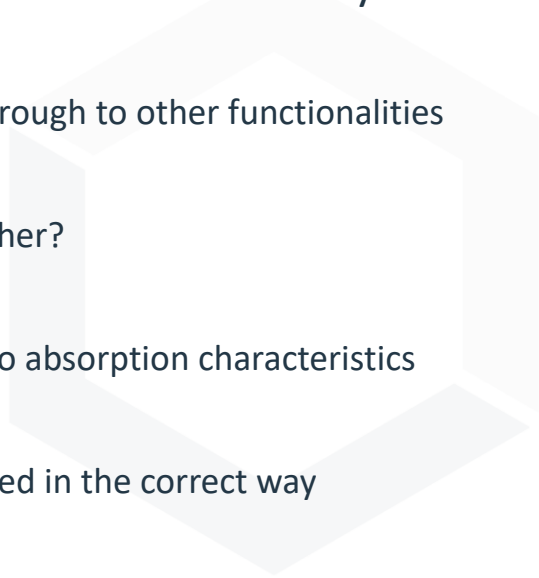 rough to other functionalities
her?
o absorption characteristics
ed in the correct way